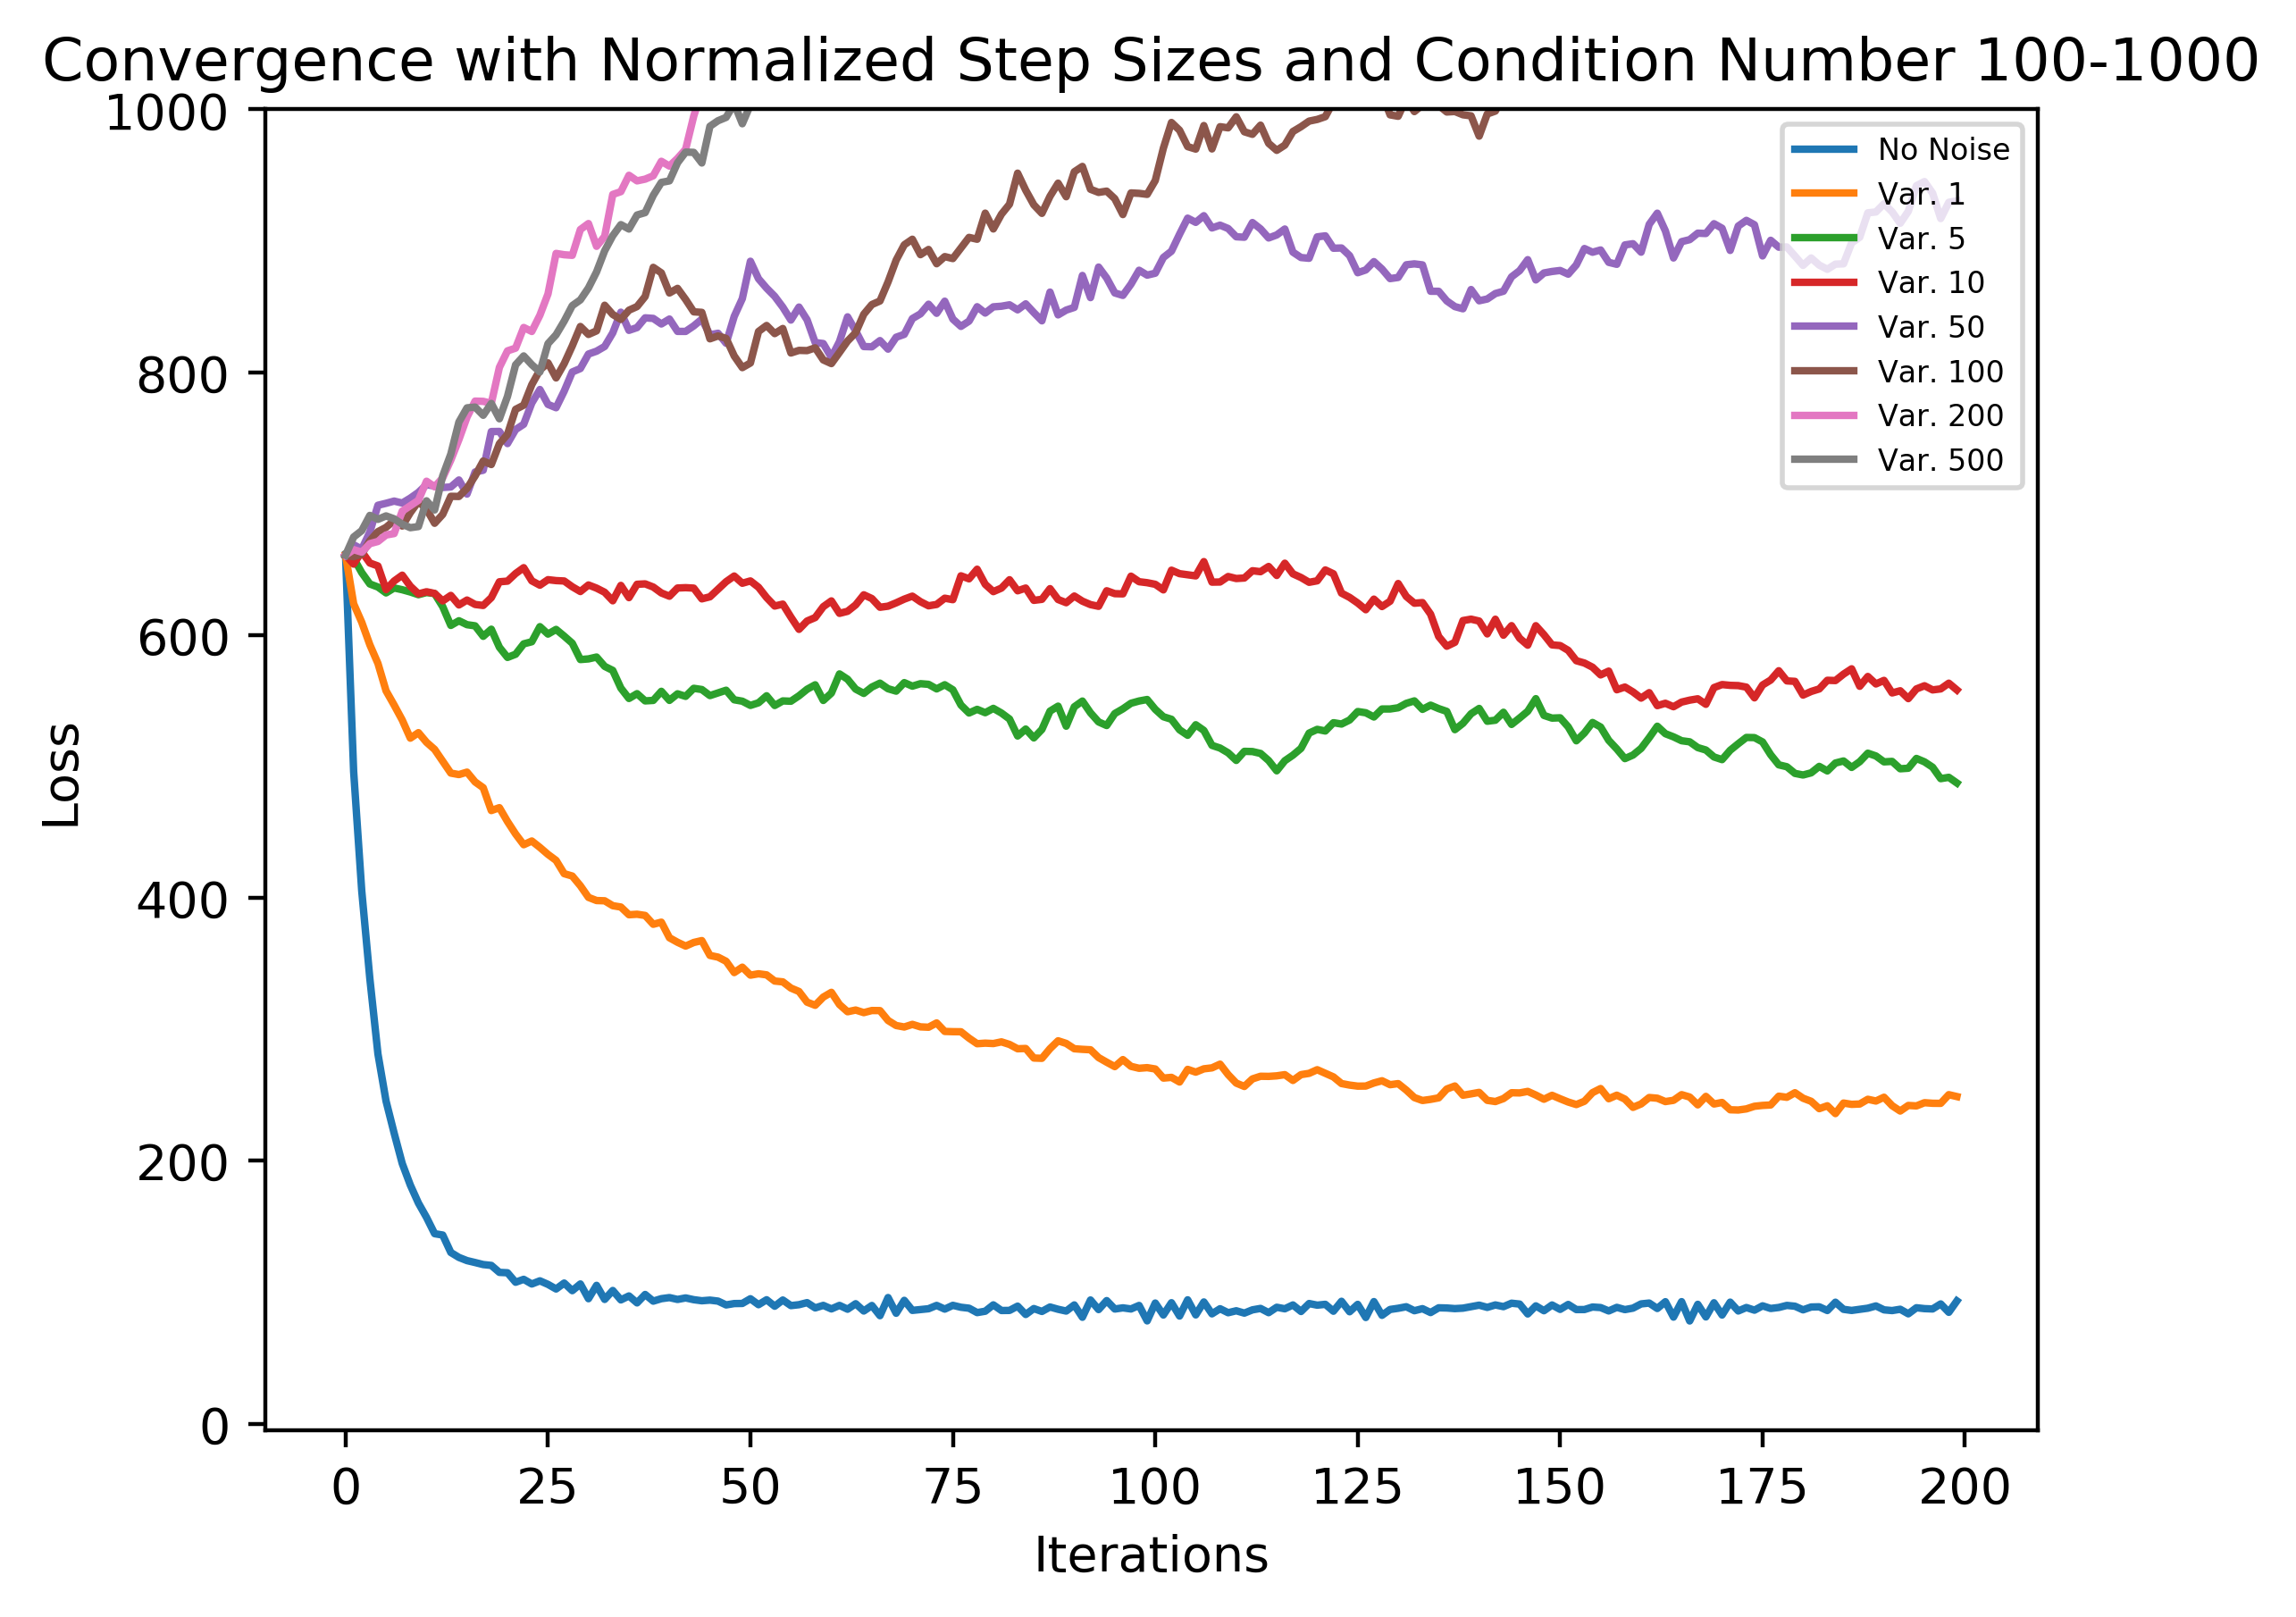 Convergence with Normalized Step Sizes and Condition Number 100-1000
1000
800
600
400
200
0
Loss
No Noise
Var. 1
Var. 5
Var. 10
Var. 50
Var. 100
Var. 200
Var. 500
0 25 50 75 100 125 150 175 200
Iterations